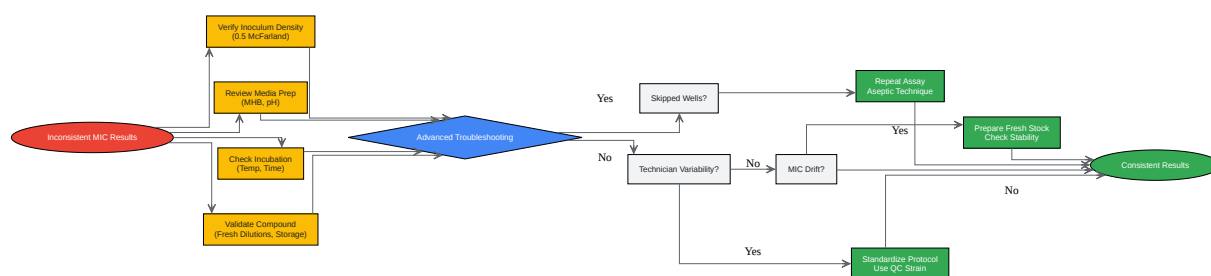 Inconsistent MIC Results
Verify Inoculum Density
(0.5 McFarland)
Review Media Prep
(MHB, pH)
Check Incubation
(Temp, Time)
Validate Compound
(Fresh Dilutions, Storage)
Advanced Troubleshooting
Yes
No
Skipped Wells?
Technician Variability?
No
Yes
MIC Drift?
Yes
No
Repeat Assay
Aseptic Technique
Prepare Fresh Stock
Check Stability
Standardize Protocol
Use QC Strain
Consistent Results